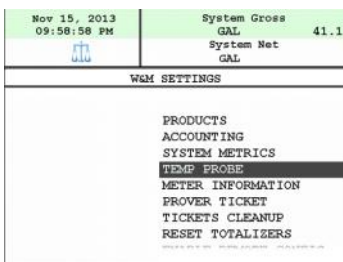 Nov 15, 2013
09:58:58 PM
System Gross
GAL 41.1
System Net
GAL
W&M SETTINGS
PRODUCTS
ACCOUNTING
SYSTEM METRICS
TEMP PROBE
METER INFORMATION
PROVER TICKET
TICKETS CLEANUP
RESET TOTALIZERS